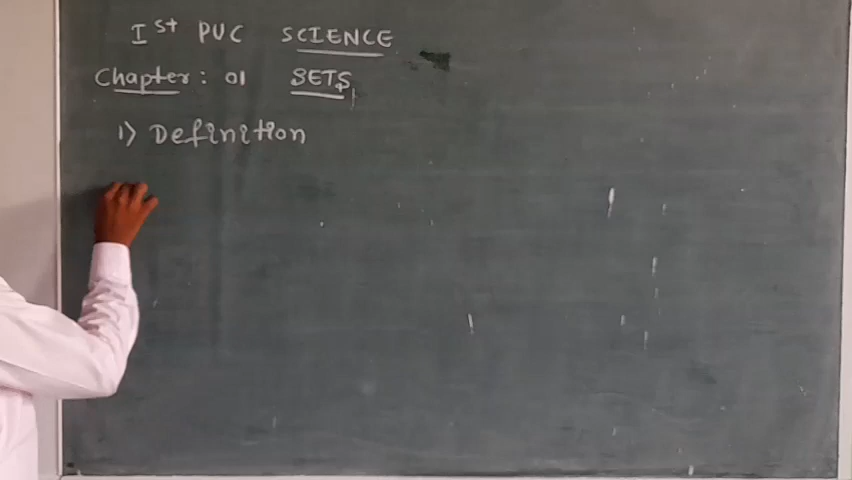 Ist PUC SCIENCE
Chapter: 01 SETS
1) Definition